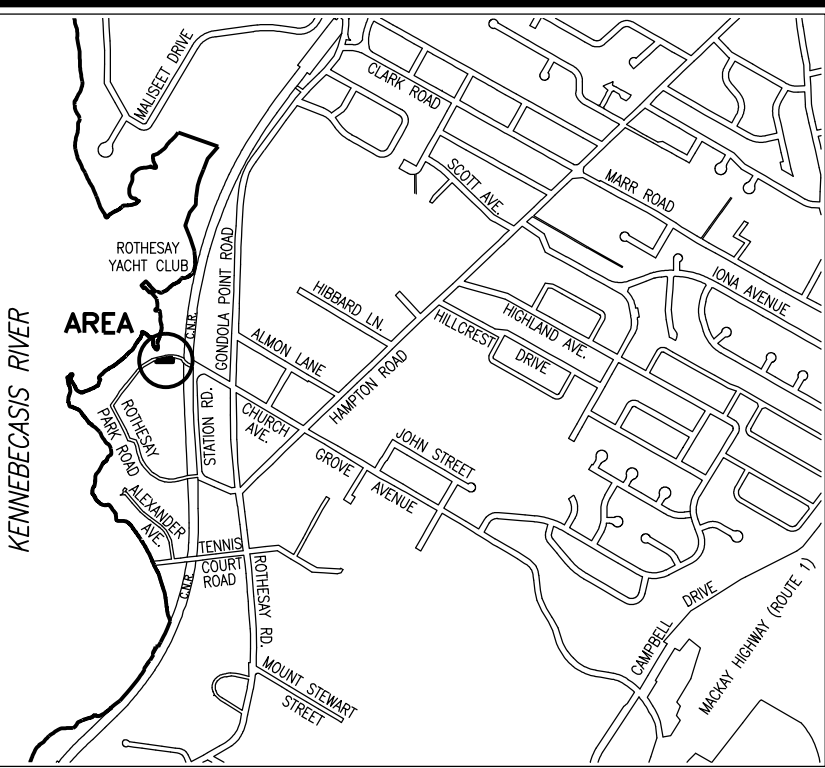 MALISEET DRIVE
CLARK ROAD
SCOTT AVE.
MARR ROAD
ROTHESAY
YACHT CLUB
IONA AVENUE
KENNEBECASIS RIVER
AREA
C.N.R.
GONDOLA POINT ROAD
HIBBARD LN.
HIGHLAND AVE.
HILLCREST
DRIVE
ALMON LANE
HAMPTON ROAD
STATION RD.
CHURCH
AVE.
ROTHESAY
PARK ROAD
GROVE
AVENUE
JOHN STREET
ALEXANDER
AVE.
TENNIS
COURT
ROAD
C.N.R.
ROTHESAY RD.
CAMPBELL
DRIVE
MACKAY HIGHWAY (ROUTE 1)
MOUNT STEWART
STREET